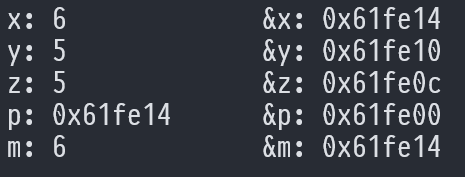 x: 6 &x: 0x61fe14
y: 5 &y: 0x61fe10
z: 5 &z: 0x61fe0c
p: 0x61fe14 &p: 0x61fe00
m: 6 &m: 0x61fe14